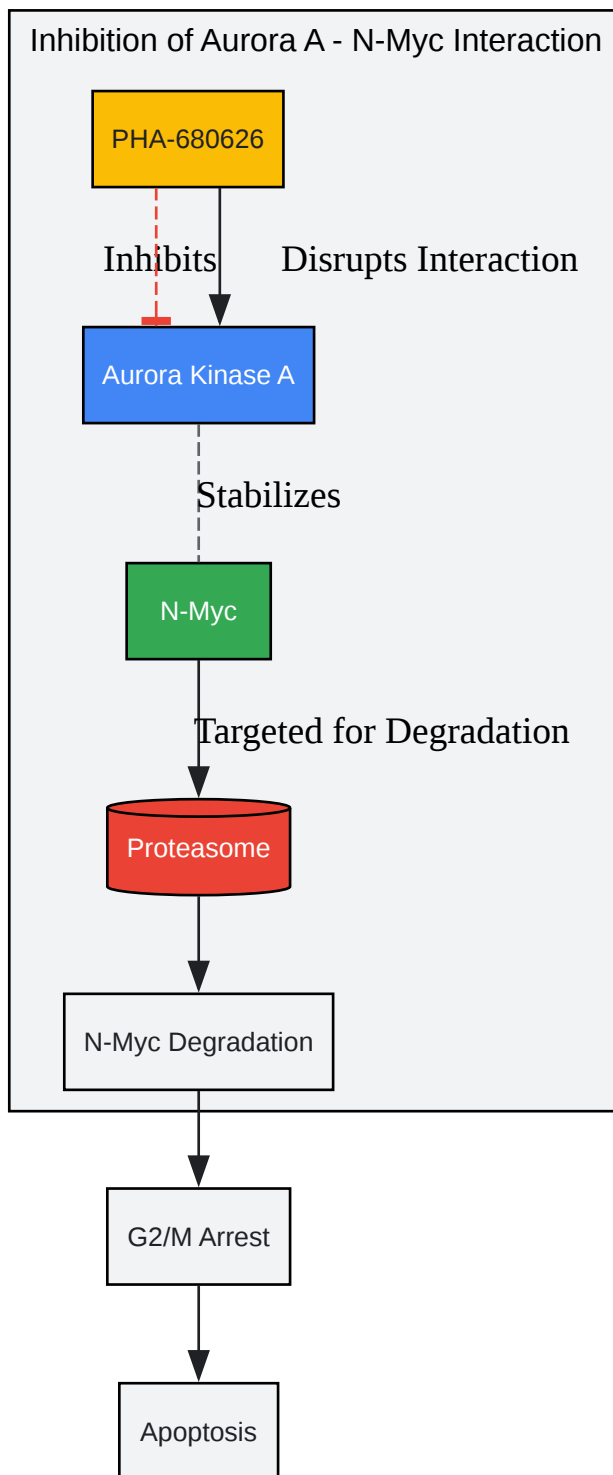 Inhibition of Aurora A - N-Myc Interaction
PHA-680626
Inhibits
Disrupts Interaction
Aurora Kinase A
Stabilizes
N-Myc
Targeted for Degradation
Proteasome
N-Myc Degradation
G2/M Arrest
Apoptosis